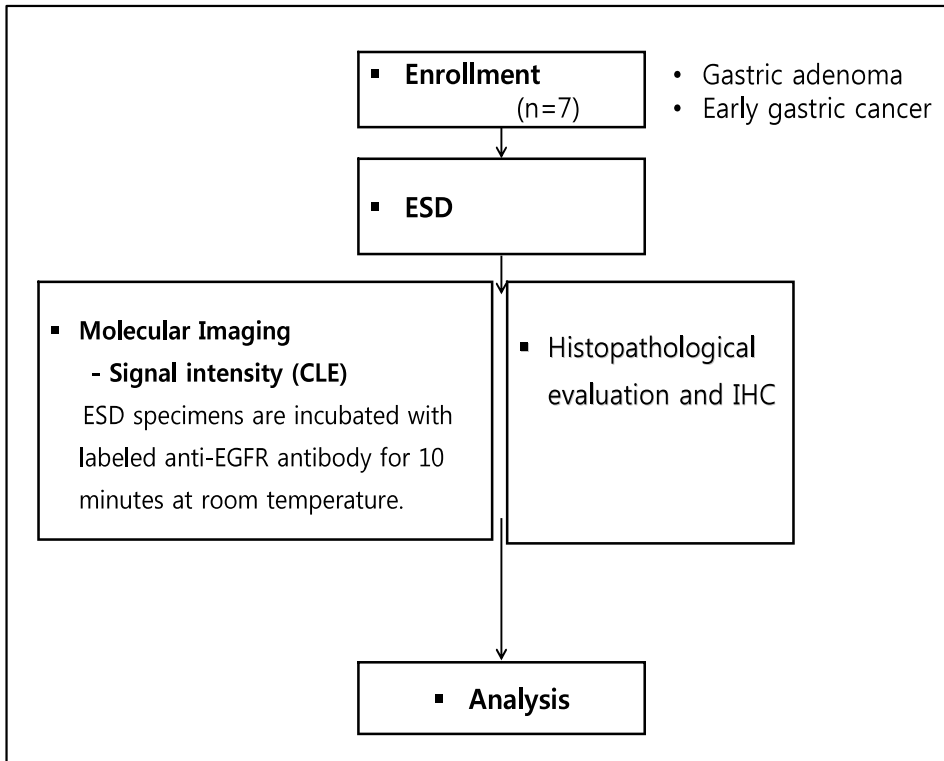 ▪ Enrollment
(n=7)
• Gastric adenoma
• Early gastric cancer
▪ ESD
▪ Molecular Imaging
- Signal intensity (CLE)
ESD specimens are incubated with
labeled anti-EGFR antibody for 10
minutes at room temperature.
▪ Histopathological
evaluation and IHC
▪ Analysis